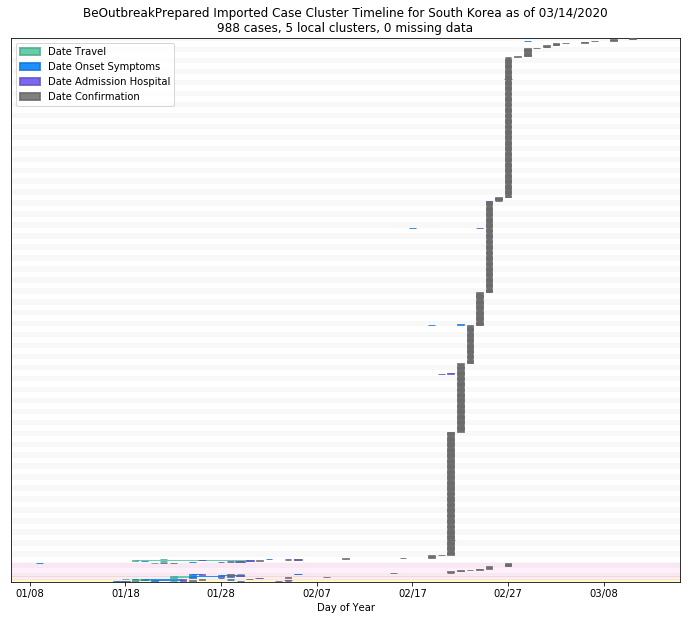 BeOutbreakPrepared Imported Case Cluster Timeline for South Korea as of 03/14/2020
988 cases, 5 local clusters, 0 missing data
Date Travel
Date Onset Symptoms
Date Admission Hospital
Date Confirmation
01/08 01/18 01/28 02/07 02/17 02/27 03/08
Day of Year